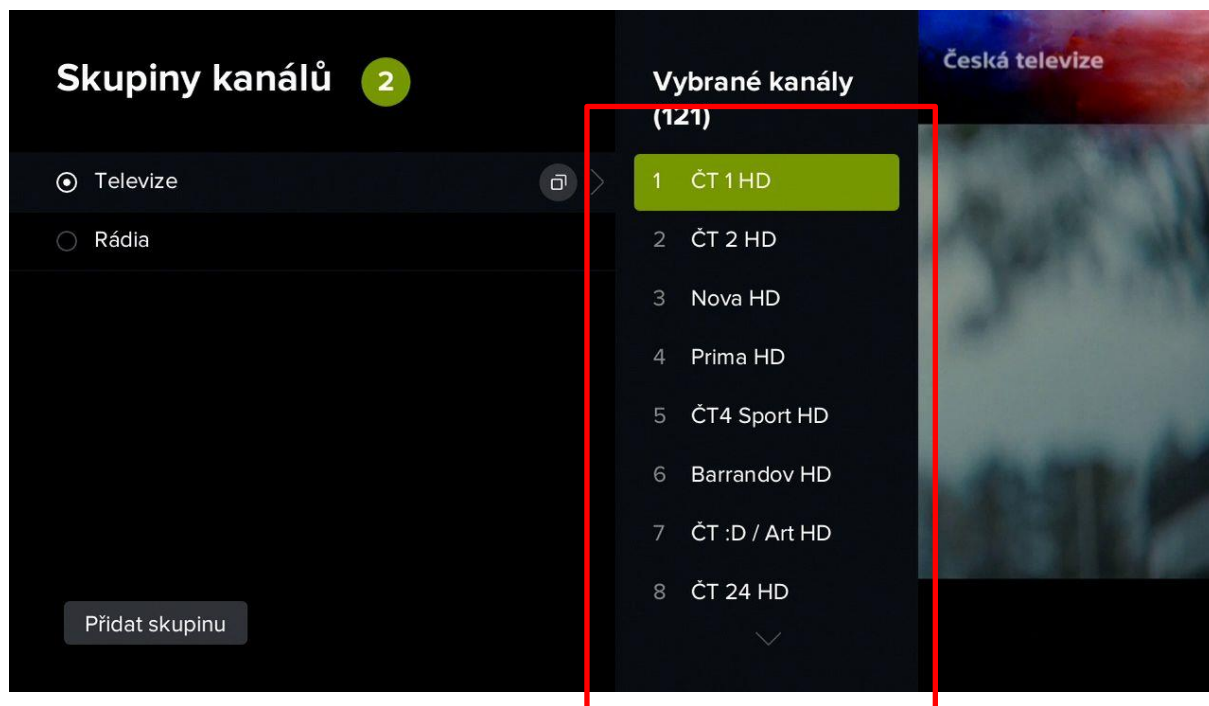 Skupiny kanálů 2
Televize
Rádia
Přidat skupinu
Vybrané kanály
(121)
1 ČT 1 HD
2 ČT 2 HD
3 Nova HD
4 Prima HD
5 ČT4 Sport HD
6 Barrandov HD
7 ČT :D / Art HD
8 ČT 24 HD
Česká televize